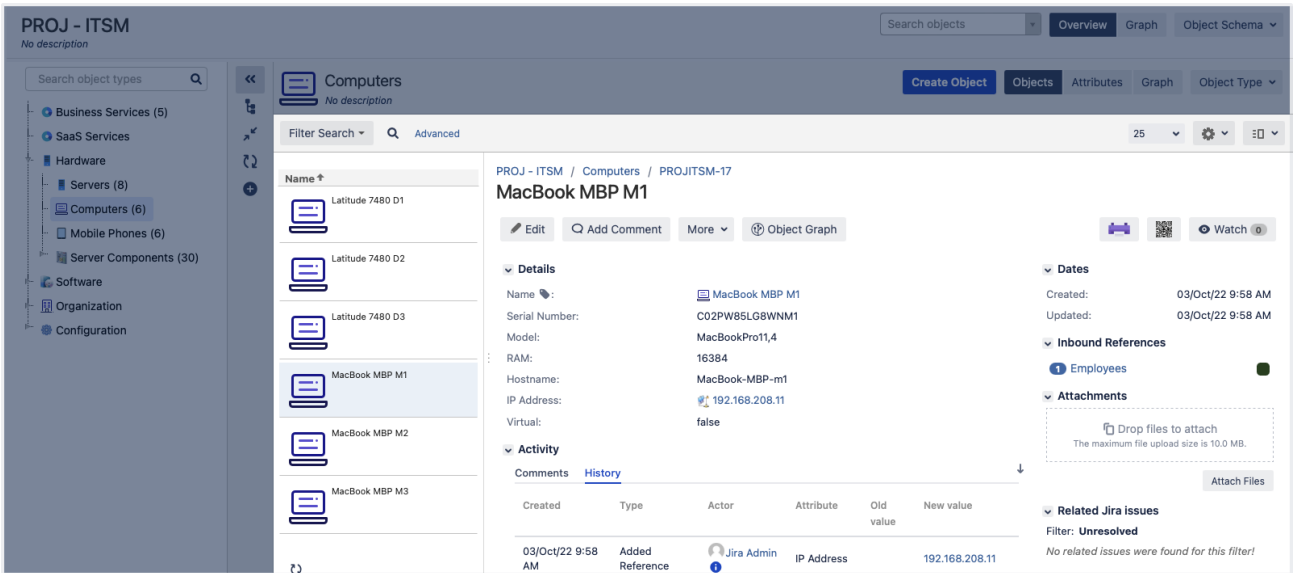 PROJ - ITSM
No description
Search objects
Overview
Graph
Object Schema
Search object types
Business Services (5)
SaaS Services
Hardware
Servers (8)
Computers (6)
Mobile Phones (6)
Server Components (30)
Software
Organization
Configuration
Computers
No description
Create Object
Objects
Attributes
Graph
Object Type
Filter Search
Advanced
25
Name
Latitude 7480 D1
Latitude 7480 D2
Latitude 7480 D3
MacBook MBP M1
MacBook MBP M2
MacBook MBP M3
PROJ - ITSM / Computers / PROJITSM-17
MacBook MBP M1
Edit
Add Comment
More
Object Graph
Watch 0
Details
Name : MacBook MBP M1
Serial Number: C02PW85LG8WNM1
Model: MacBookPro11,4
RAM: 16384
Hostname: MacBook-MBP-m1
IP Address: 192.168.208.11
Virtual: false
Activity
Comments History
Created Type Actor Attribute Old value New value
03/Oct/22 9:58 AM Added Reference Jira Admin IP Address 192.168.208.11
Dates
Created: 03/Oct/22 9:58 AM
Updated: 03/Oct/22 9:58 AM
Inbound References
1 Employees
Attachments
Drop files to attach
The maximum file upload size is 10.0 MB.
Attach Files
Related Jira issues
Filter: Unresolved
No related issues were found for this filter!